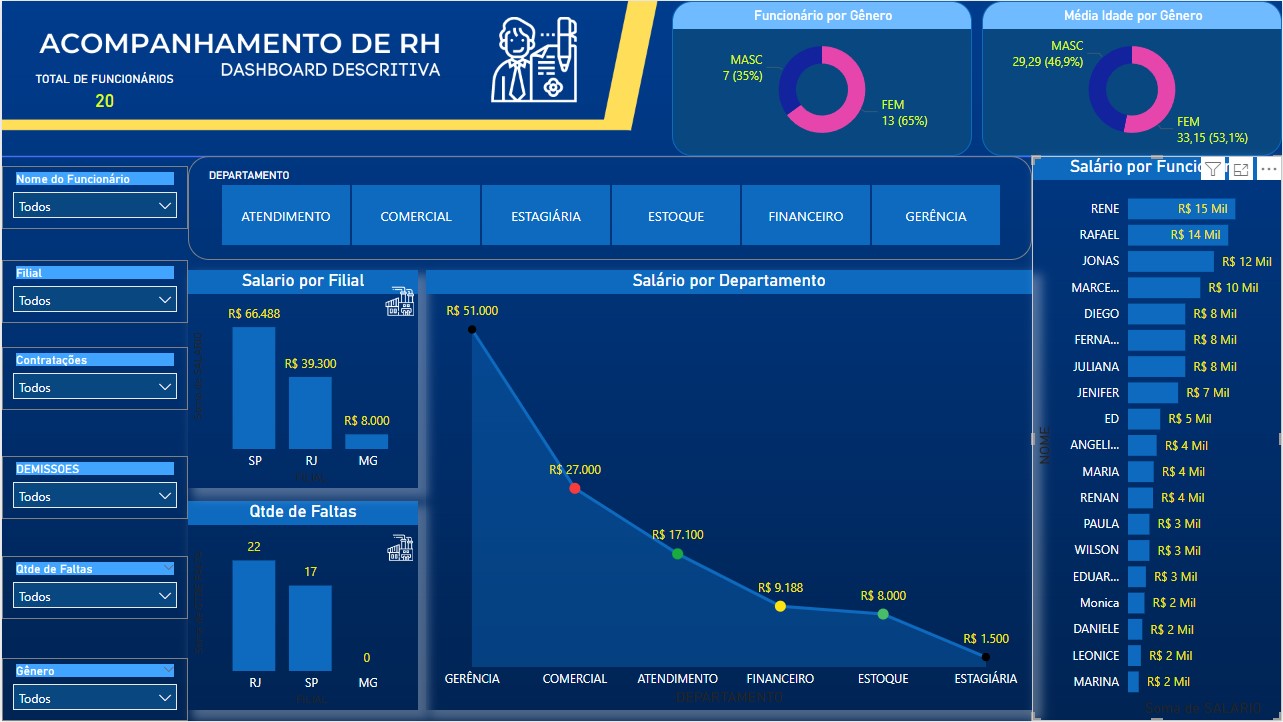 ACOMPANHAMENTO DE RH
DASHBOARD DESCRITIVA
TOTAL DE FUNCIONÁRIOS
20
Funcionário por Gênero
MASC
7 (35%)
FEM
13 (65%)
Média Idade por Gênero
MASC
29,29 (46,9%)
FEM
33,15 (53,1%)
Nome do Funcionário
Todos
Filial
Todos
Contratações
Todos
DEMISSOES
Todos
Qtde de Faltas
Todos
Gênero
Todos
DEPARTAMENTO
ATENDIMENTO
COMERCIAL
ESTAGIÁRIA
ESTOQUE
FINANCEIRO
GERÊNCIA
Salario por Filial
R$ 66.488
R$ 39.300
R$ 8.000
SP
RJ
MG
Qtde de Faltas
22
17
0
RJ
SP
MG
Salário por Departamento
R$ 51.000
R$ 27.000
R$ 17.100
R$ 9.188
R$ 8.000
R$ 1.500
GERÊNCIA
COMERCIAL
ATENDIMENTO
FINANCEIRO
ESTOQUE
ESTAGIÁRIA
DEPARTAMENTO
Salário por
NOME
RENE R$ 15 Mil
RAFAEL R$ 14 Mil
JONAS R$ 12 Mil
MARCE... R$ 10 Mil
DIEGO R$ 8 Mil
FERNA... R$ 8 Mil
JULIANA R$ 8 Mil
JENIFER R$ 7 Mil
ED R$ 5 Mil
ANGELI... R$ 4 Mil
MARIA R$ 4 Mil
RENAN R$ 4 Mil
PAULA R$ 3 Mil
WILSON R$ 3 Mil
EDUAR... R$ 3 Mil
Monica R$ 2 Mil
DANIELE R$ 2 Mil
LEONICE R$ 2 Mil
MARINA R$ 2 Mil
Soma de SALARIO